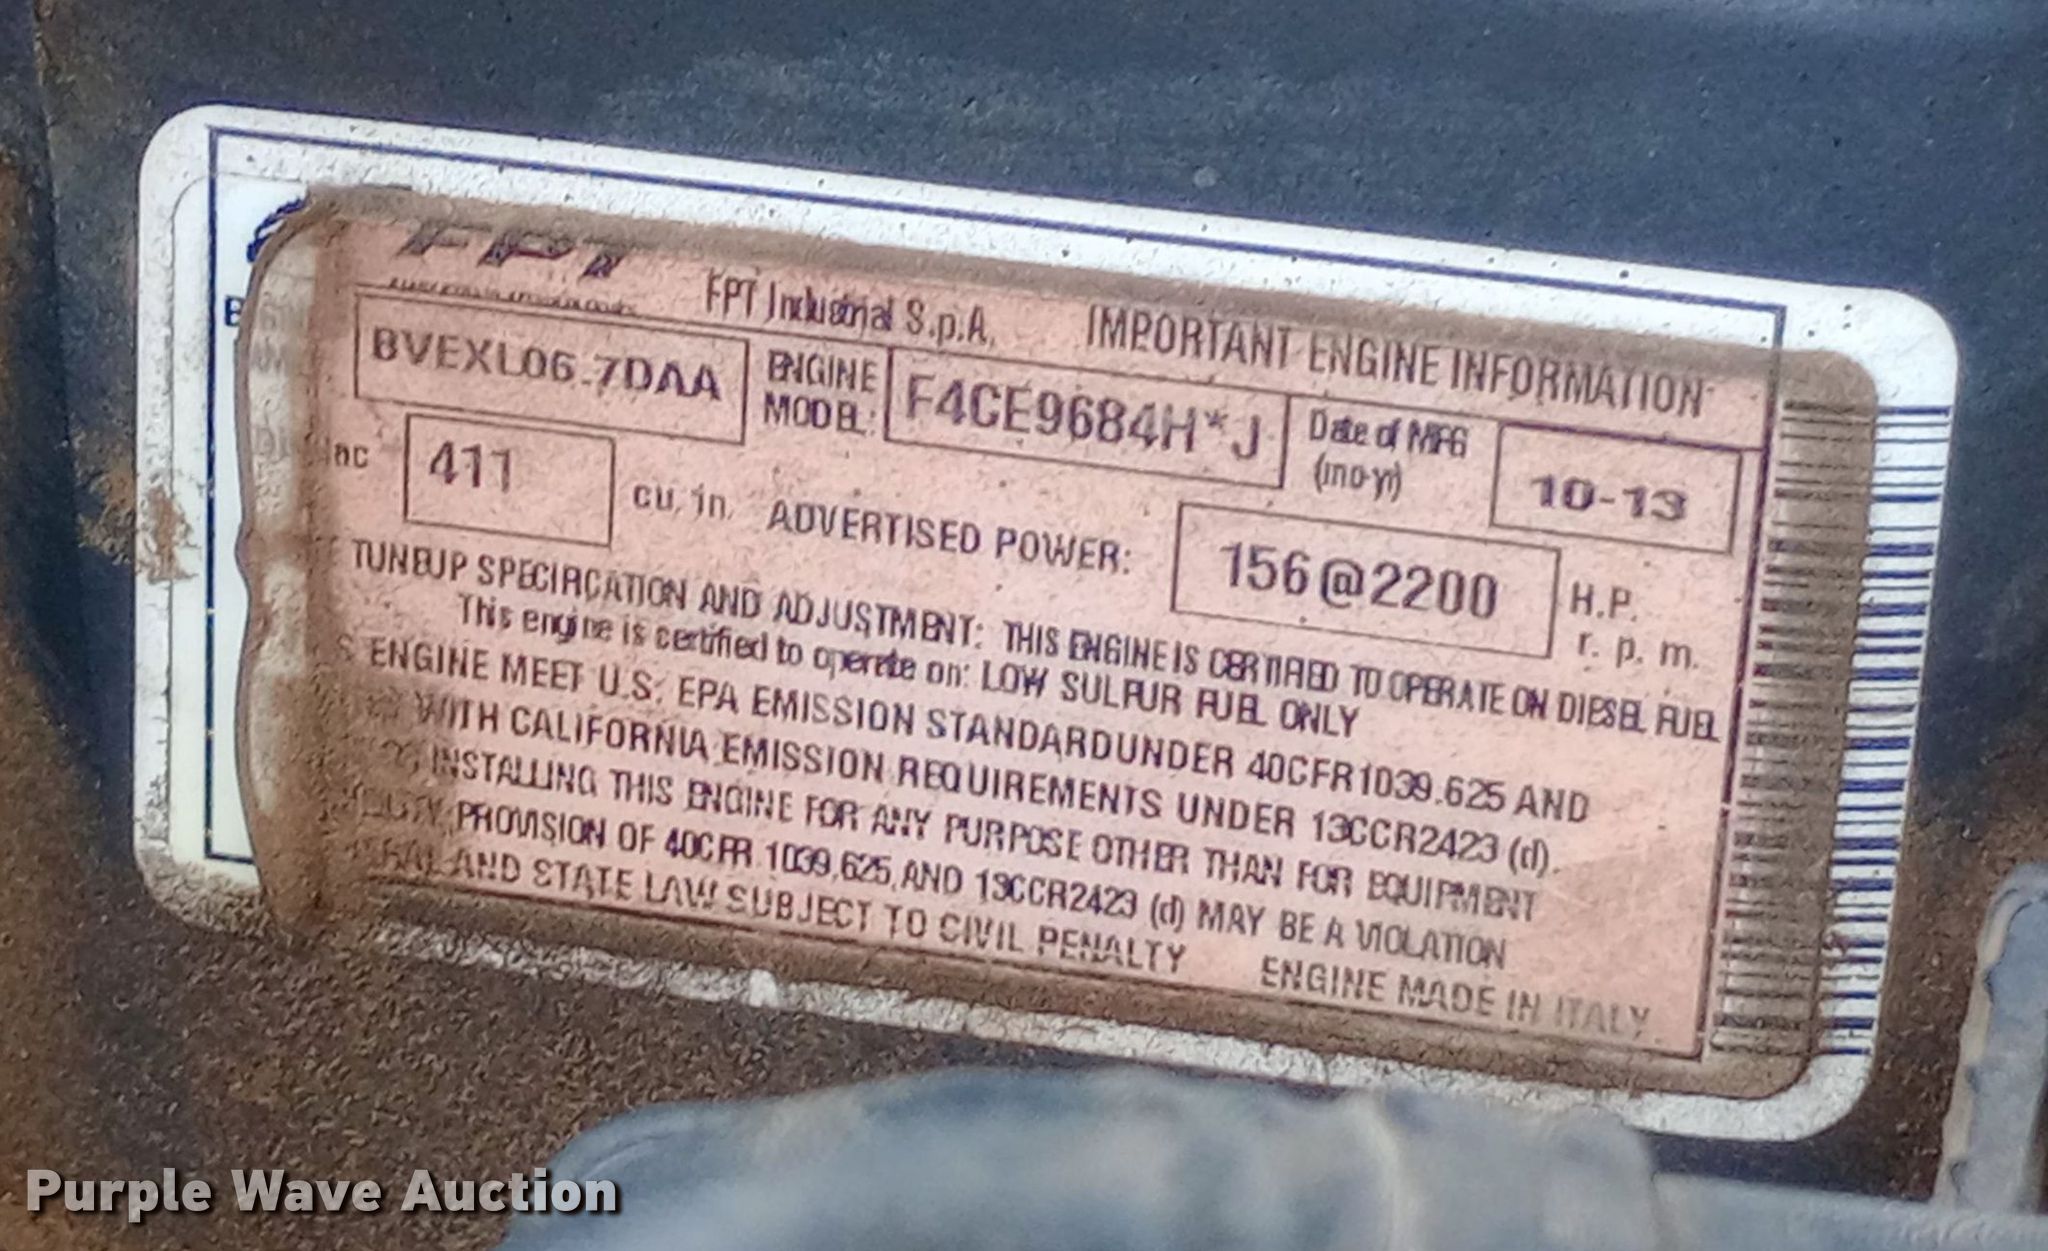 FPT
FPT Industrial S.p.A. IMPORTANT ENGINE INFORMATION
BVEXL06.7DAA ENGINE MODEL: F4CE9684H*J Date of MFG (mo-yr) 10-13
411 cu. in. ADVERTISED POWER: 156@2200 H.P. r. p. m.
TUNEUP SPECIFICATION AND ADJUSTMENT: THIS ENGINE IS CERTIFIED TO OPERATE ON DIESEL FUEL
This engine is certified to operate on: LOW SULFUR FUEL ONLY
S ENGINE MEET U.S. EPA EMISSION STANDARDUNDER 40CFR1039.625 AND
WITH CALIFORNIA EMISSION REQUIREMENTS UNDER 13CCR2423 (d).
INSTALLING THIS ENGINE FOR ANY PURPOSE OTHER THAN FOR EQUIPMENT
PROVISION OF 40CFR 1039.625, AND 13CCR2423 (d) MAY BE A VIOLATION
AND STATE LAW SUBJECT TO CIVIL PENALTY ENGINE MADE IN ITALY
Purple Wave Auction